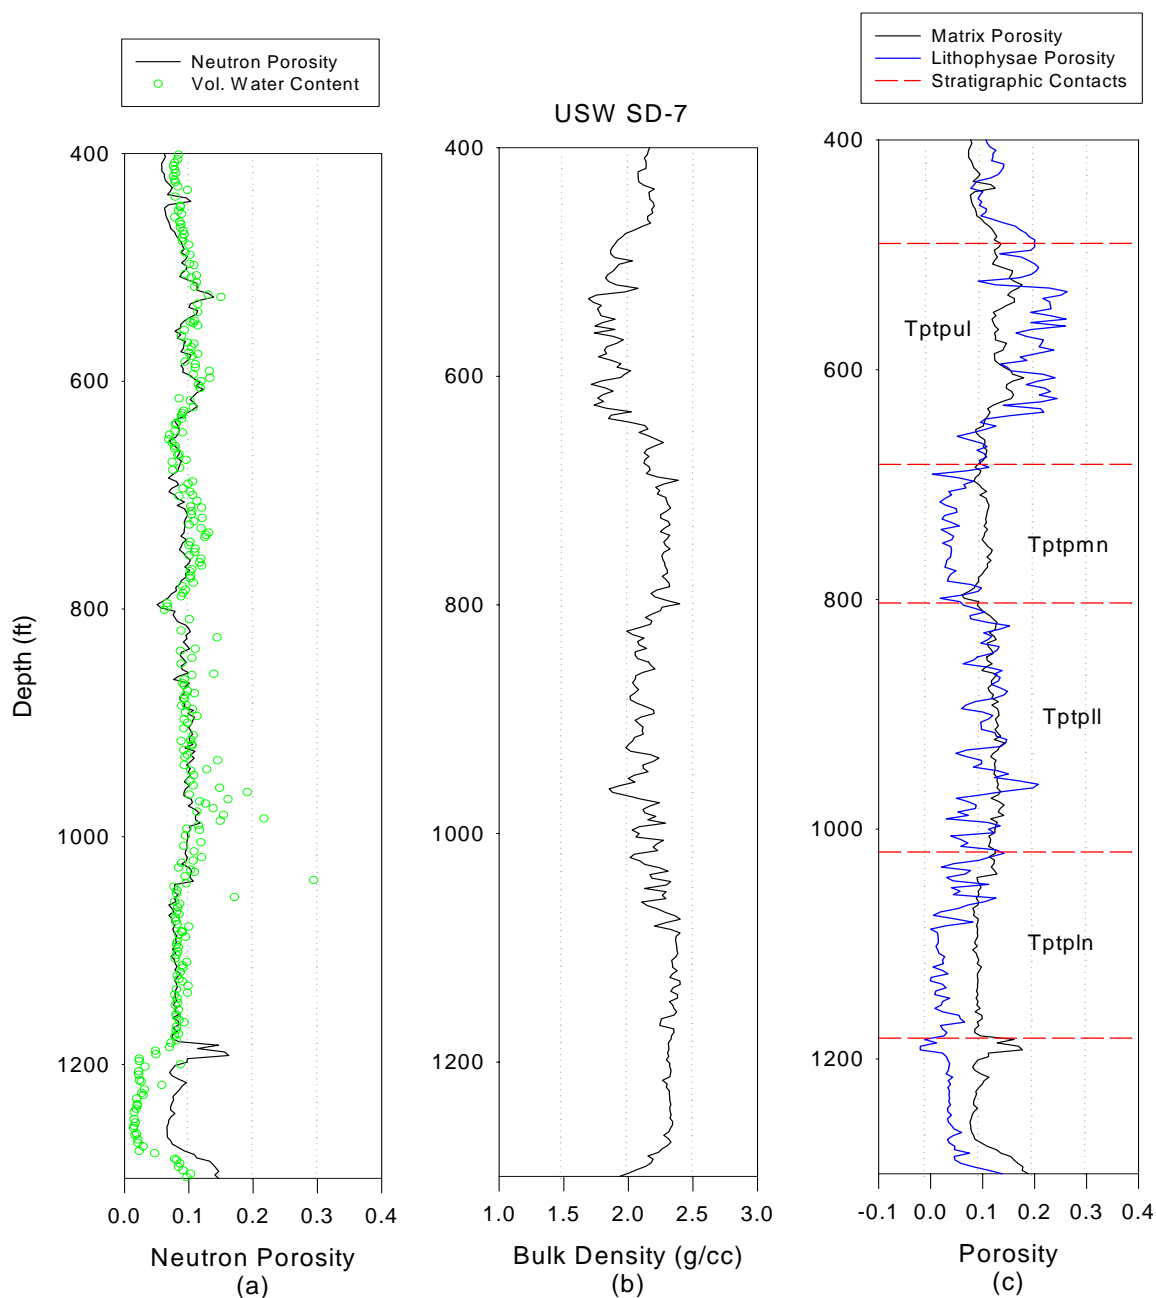 Neutron Porosity
Vol. Water Content
USW SD-7
Matrix Porosity
Lithophysae Porosity
Stratigraphic Contacts
Depth (ft)
400
600
800
1000
1200
0.0 0.1 0.2 0.3 0.4
Neutron Porosity
(a)
400
600
800
1000
1200
1.0 1.5 2.0 2.5 3.0
Bulk Density (g/cc)
(b)
400
600
800
1000
1200
Tptpul
Tptpmn
Tptpll
Tptpln
-0.1 0.0 0.1 0.2 0.3 0.4
Porosity
(c)